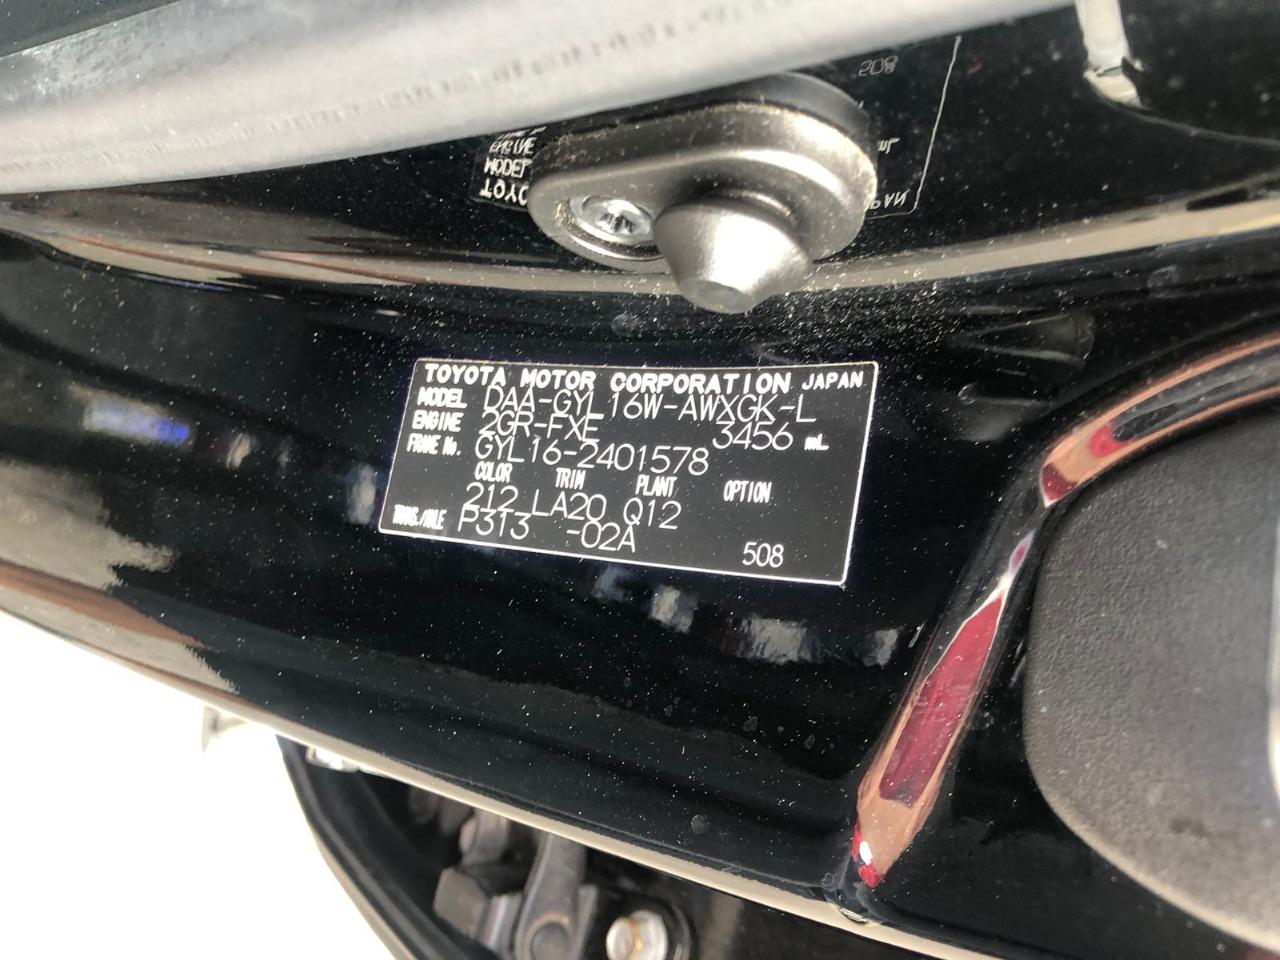 TOYOTA MOTOR CORPORATION JAPAN
MODEL DAA-GYL16W-AWXGK-L
ENGINE 2GR-FXE 3456 mL
FRAME No. GYL16-2401578
COLOR TRIM PLANT OPTION
212 LA20 Q12
TRANS./AXLE P313 -02A
508